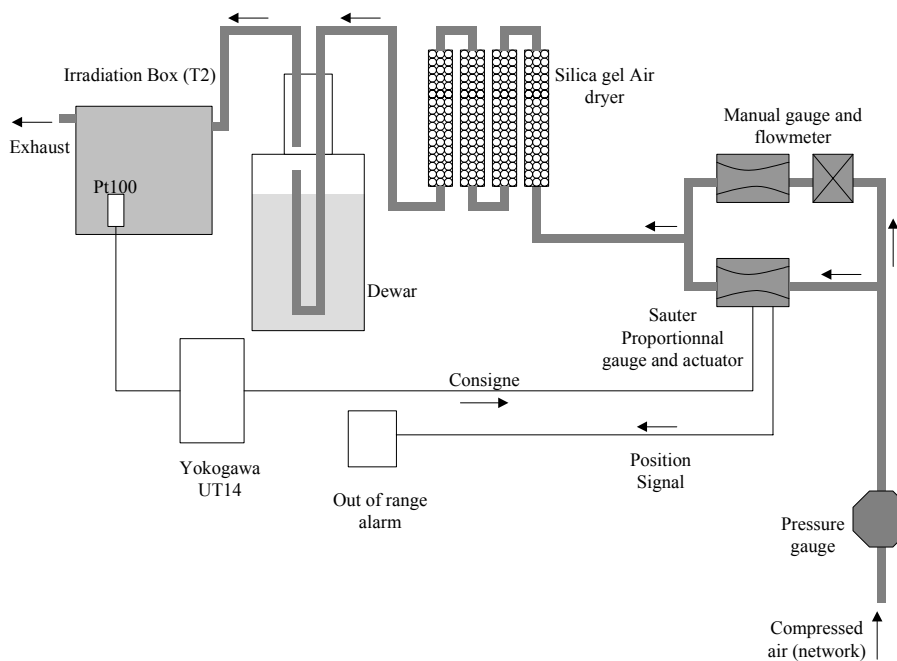 Irradiation Box (T2)
Silica gel Air
dryer
Manual gauge and
flowmeter
Exhaust
Pt100
Dewar
Sauter
Proportionnal
gauge and actuator
Consigne
Yokogawa
UT14
Out of range
alarm
Position
Signal
Pressure
gauge
Compressed
air (network)